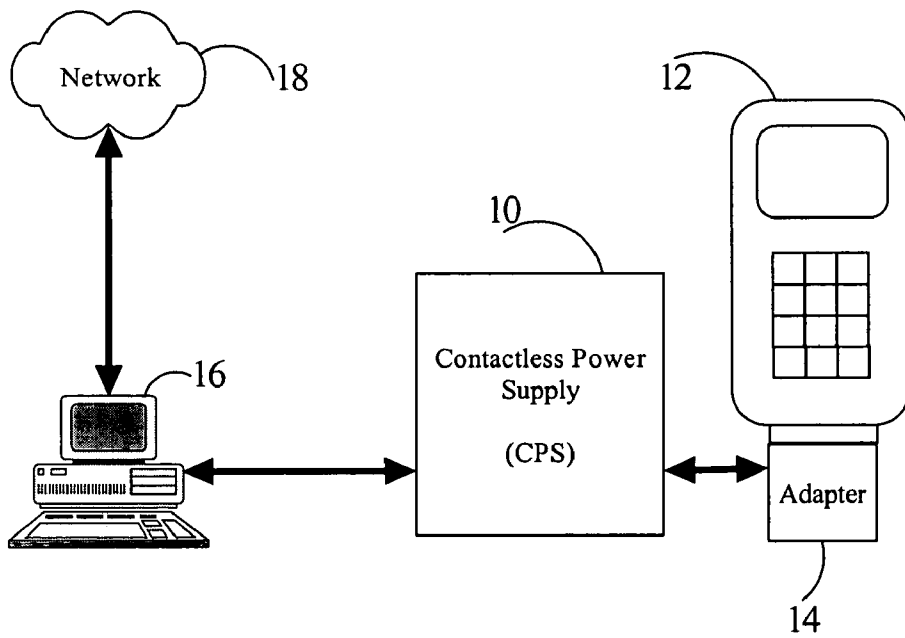 Network
18
12
10
Contactless Power
Supply
(CPS)
16
Adapter
14